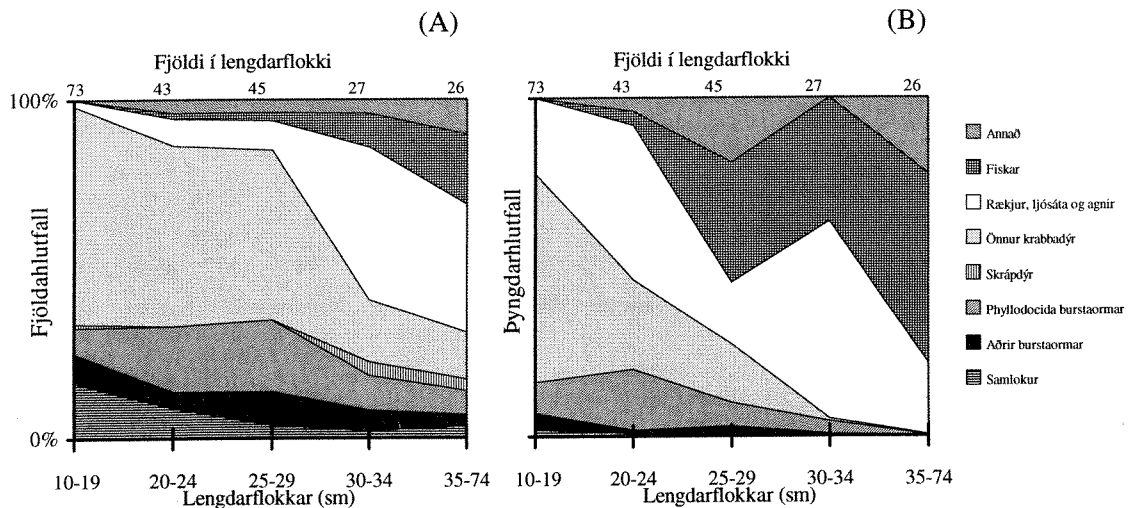 (A)
Fjöldi í lengdarflokki
73 43 45 27 26
100%
0%
Fjöldahlutfall
10-19 20-24 25-29 30-34 35-74
Lengdarflokkar (sm)
(B)
Fjöldi í lengdarflokki
73 43 45 27 26
Þyngdarhlutfall
10-19 20-24 25-29 30-34 35-74
Lengdarflokkar (sm)
Annað
Fiskar
Rækjur, ljósáta og agnir
Önnur krabbadýr
Skrápdýr
Phyllodocida burstaormar
Aðrir burstaormar
Samlokur